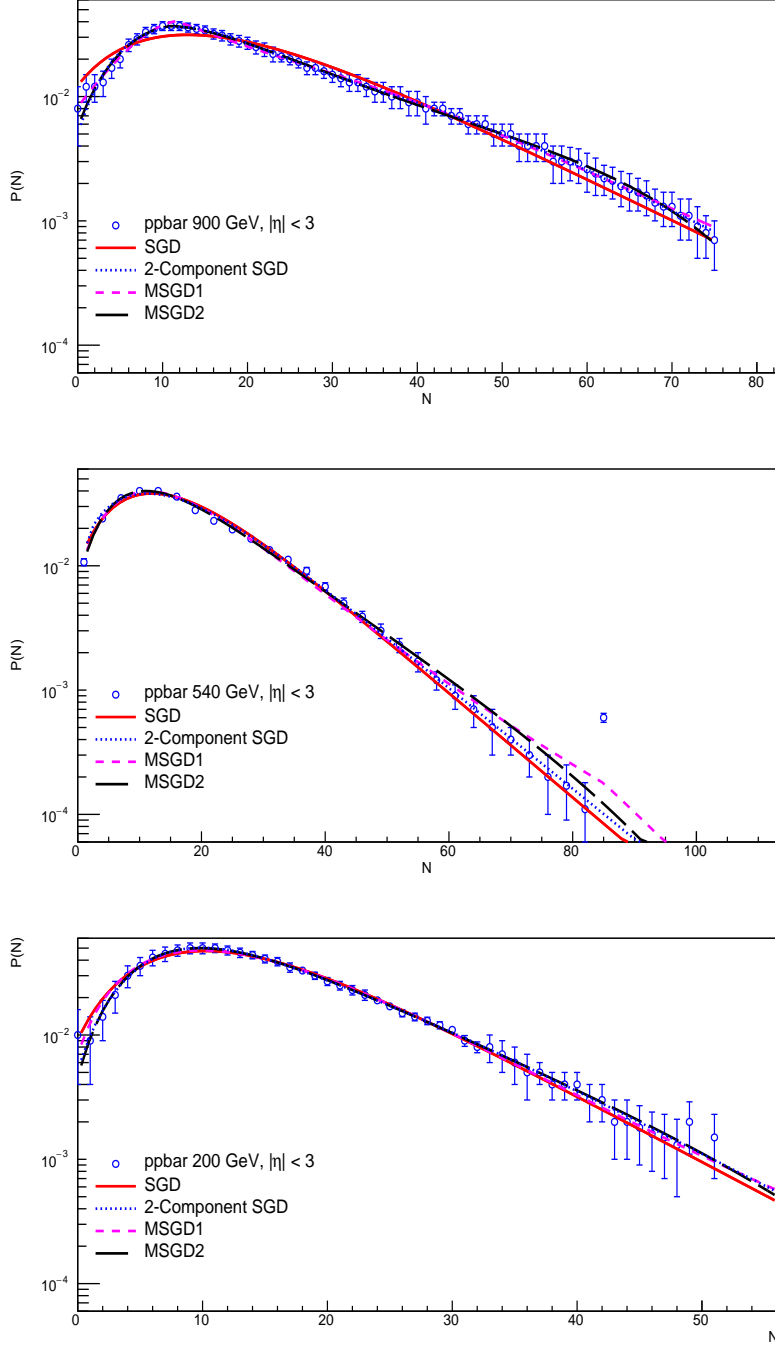 10⁻²
P(N)
10⁻³
10⁻⁴
ppbar 900 GeV, |η| < 3
SGD
2-Component SGD
MSGD1
MSGD2
0 10 20 30 40 50 60 70 80
N
P(N)
10⁻²
10⁻³
10⁻⁴
ppbar 540 GeV, |η| < 3
SGD
2-Component SGD
MSGD1
MSGD2
0 20 40 60 80 100
N
P(N)
10⁻²
10⁻³
10⁻⁴
ppbar 200 GeV, |η| < 3
SGD
2-Component SGD
MSGD1
MSGD2
0 10 20 30 40 50
N